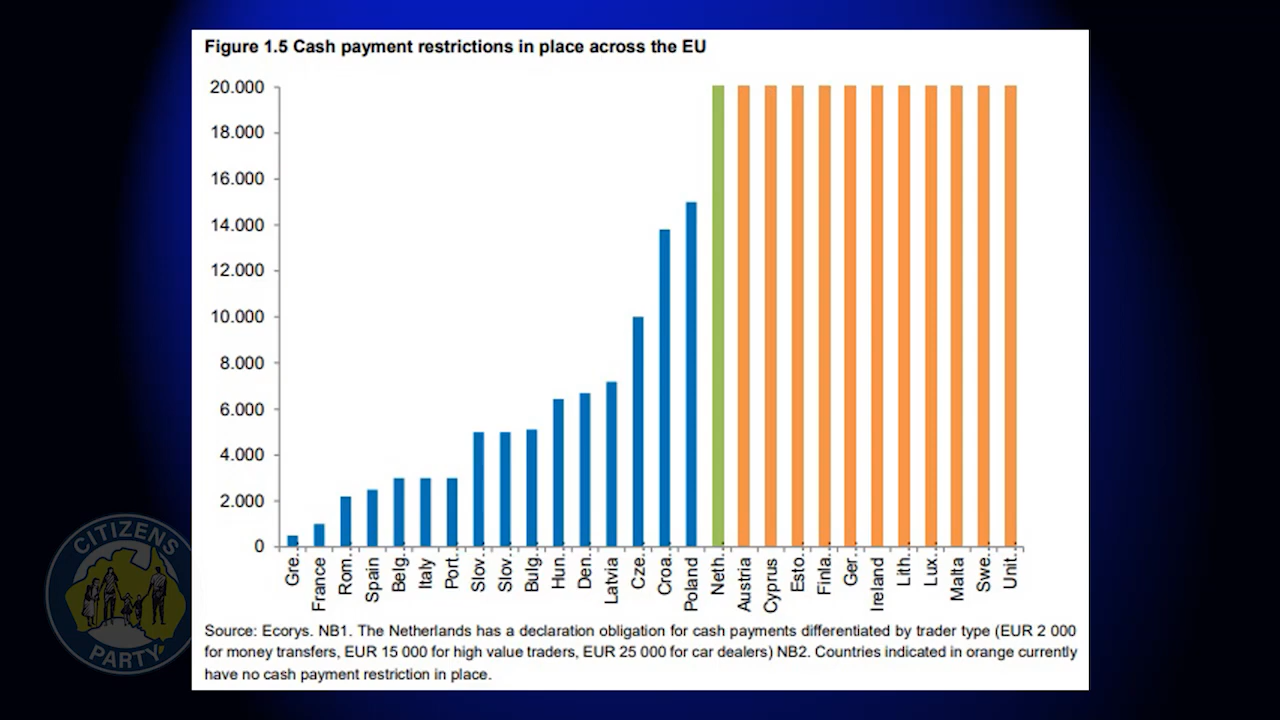 Figure 1.5 Cash payment restrictions in place across the EU
20.000
18.000
16.000
14.000
12.000
10.000
8.000
6.000
4.000
2.000
0
Gre.
France
Rom.
Spain
Belg.
Italy
Port.
Slov.
Slov.
Bulg.
Hun.
Den.
Latvia
Cze.
Croa.
Poland
Neth.
Austria
Cyprus
Esto.
Finla.
Ger.
Ireland
Lith.
Lux.
Malta
Swe.
Unit.
Source: Ecorys. NB1. The Netherlands has a declaration obligation for cash payments differentiated by trader type (EUR 2 000
for money transfers, EUR 15 000 for high value traders, EUR 25 000 for car dealers) NB2. Countries indicated in orange currently
have no cash payment restriction in place.
CITIZENS
PARTY